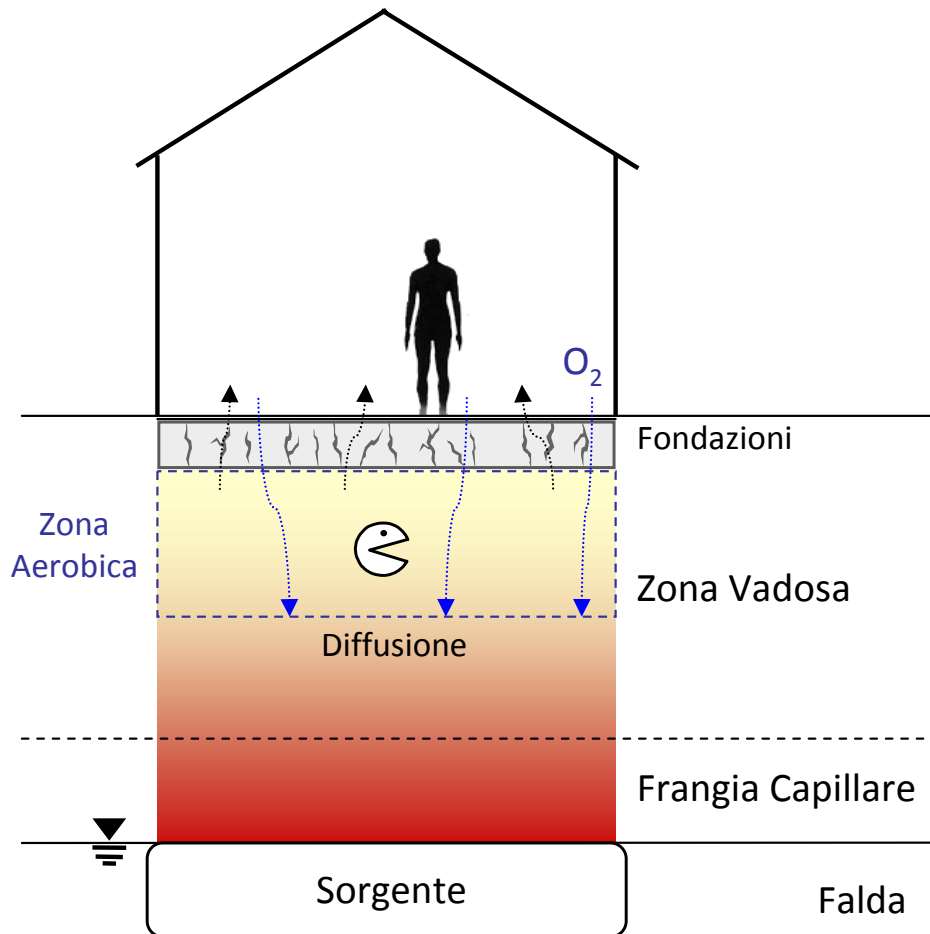 O₂
Fondazioni
Zona
Aerobica
Zona Vadosa
Diffusione
Frangia Capillare
Sorgente
Falda